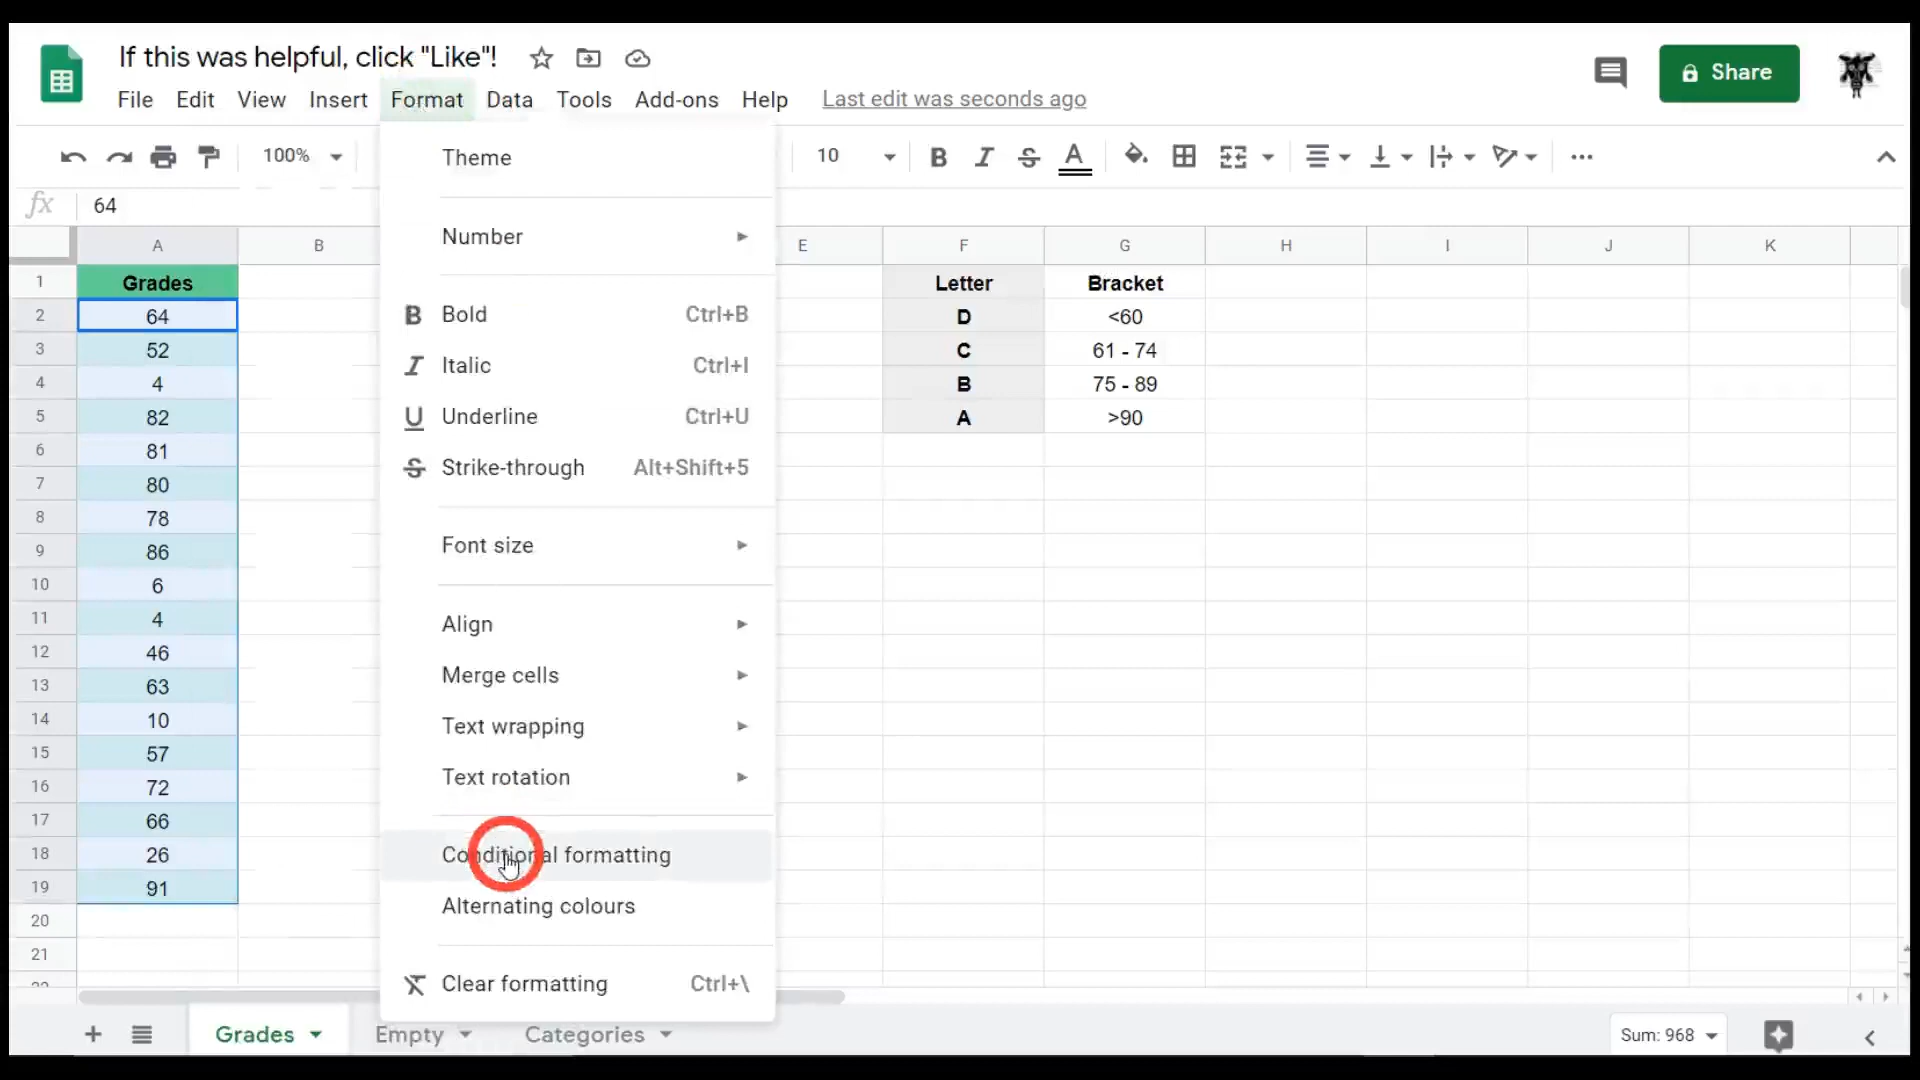 If this was helpful, click "Like"!
File Edit View Insert Format Data Tools Add-ons Help Last edit was seconds ago
Share
100% 10 B I S A
fx 64
A B E F G H I J K
1 Grades Letter Bracket
2 64 D <60
3 52 C 61 - 74
4 4 B 75 - 89
5 82 A >90
6 81
7 80
8 78
9 86
10 6
11 4
12 46
13 63
14 10
15 57
16 72
17 66
18 26
19 91
20
21
22
Theme
Number
B Bold Ctrl+B
I Italic Ctrl+I
U Underline Ctrl+U
S Strike-through Alt+Shift+5
Font size
Align
Merge cells
Text wrapping
Text rotation
Conditional formatting
Alternating colours
Clear formatting Ctrl+\
Grades Empty Categories Sum: 968